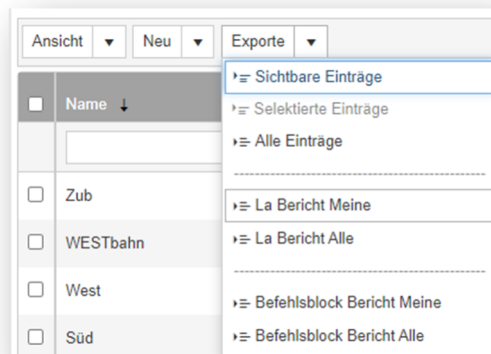 Ansicht Neu Exporte
Sichtbare Einträge
Selektierte Einträge
Name
Alle Einträge
Zub
La Bericht Meine
WESTbahn
La Bericht Alle
West
Befehlsblock Bericht Meine
Süd
Befehlsblock Bericht Alle